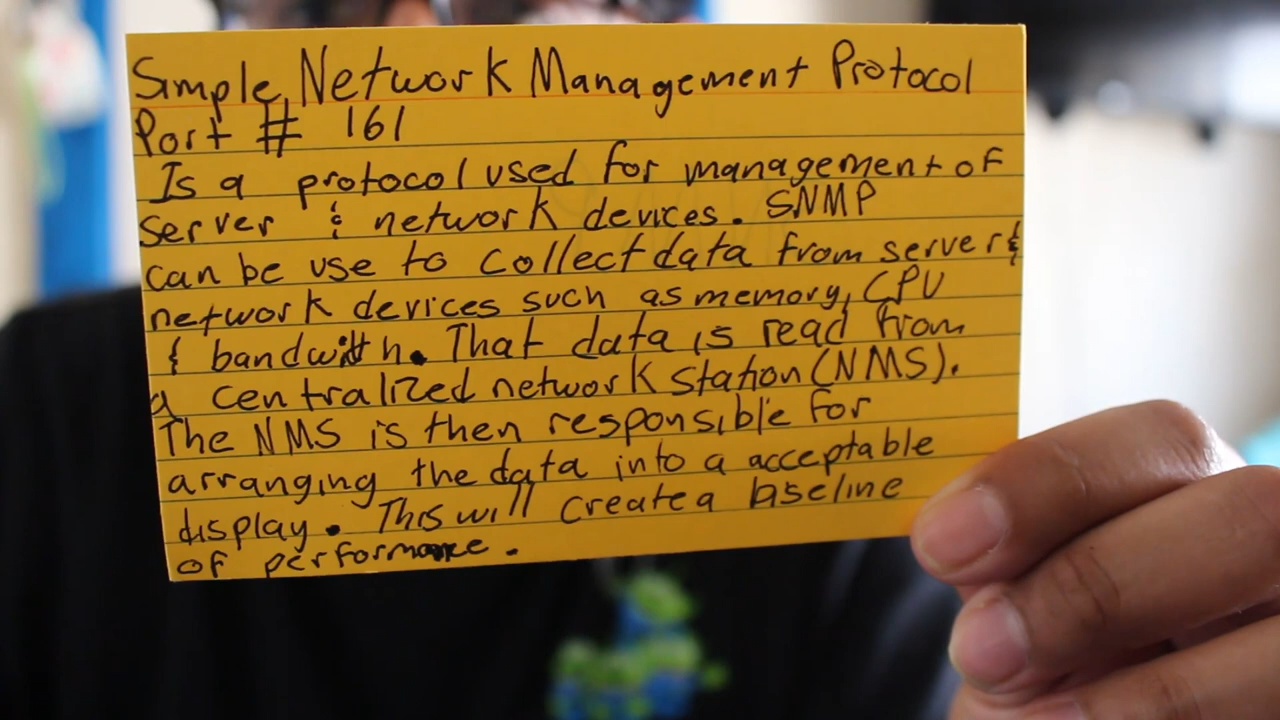 Simple Network Management Protocol
Port # 161
Is a protocol used for management of
server & network devices. SNMP
can be use to collect data from server &
network devices such as memory, CPU
& bandwith. That data is read from
a centralized network station (NMS).
The NMS is then responsible for
arranging the data into a acceptable
display. This will create a baseline
of performance.